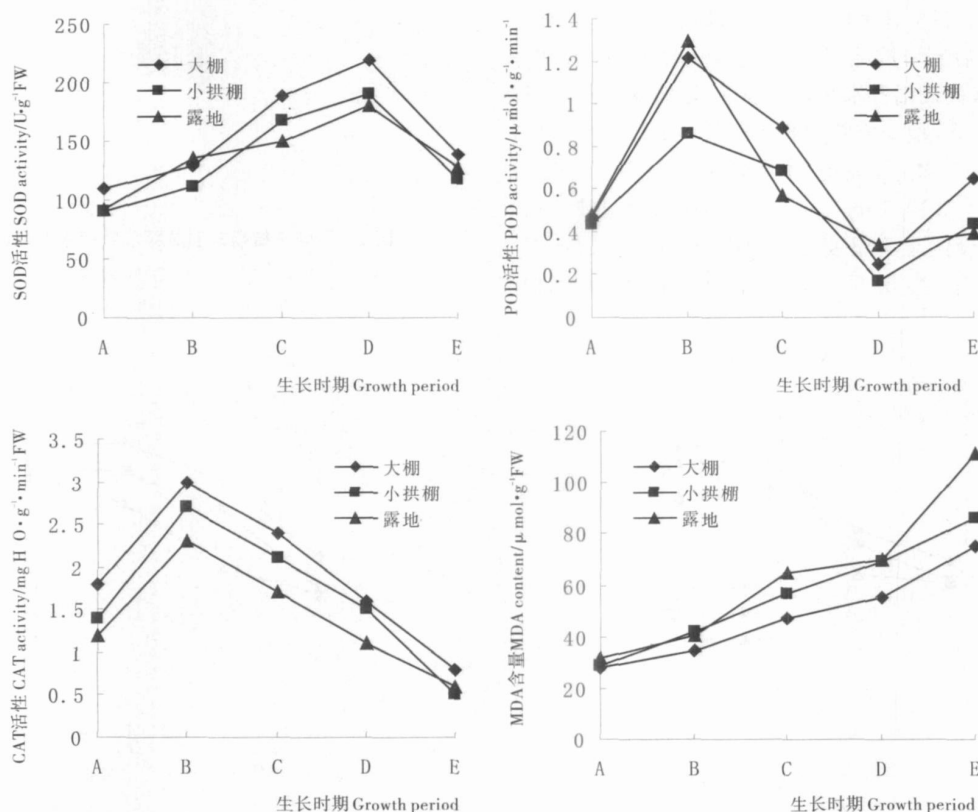 SOD活性 SOD activity/U·g⁻¹FW
250
200
150
100
50
0
大棚
小拱棚
露地
A B C D E
生长时期 Growth period
POD活性 POD activity/μmol·g⁻¹·min⁻¹
1.4
1.2
1
0.8
0.6
0.4
0.2
0
大棚
小拱棚
露地
A B C D E
生长时期 Growth period
CAT活性 CAT activity/mg H O·g⁻¹·min⁻¹FW
3.5
3
2.5
2
1.5
1
0.5
0
大棚
小拱棚
露地
A B C D E
生长时期 Growth period
MDA含量MDA content/μmol·g⁻¹FW
120
100
80
60
40
20
0
大棚
小拱棚
露地
A B C D E
生长时期 Growth period